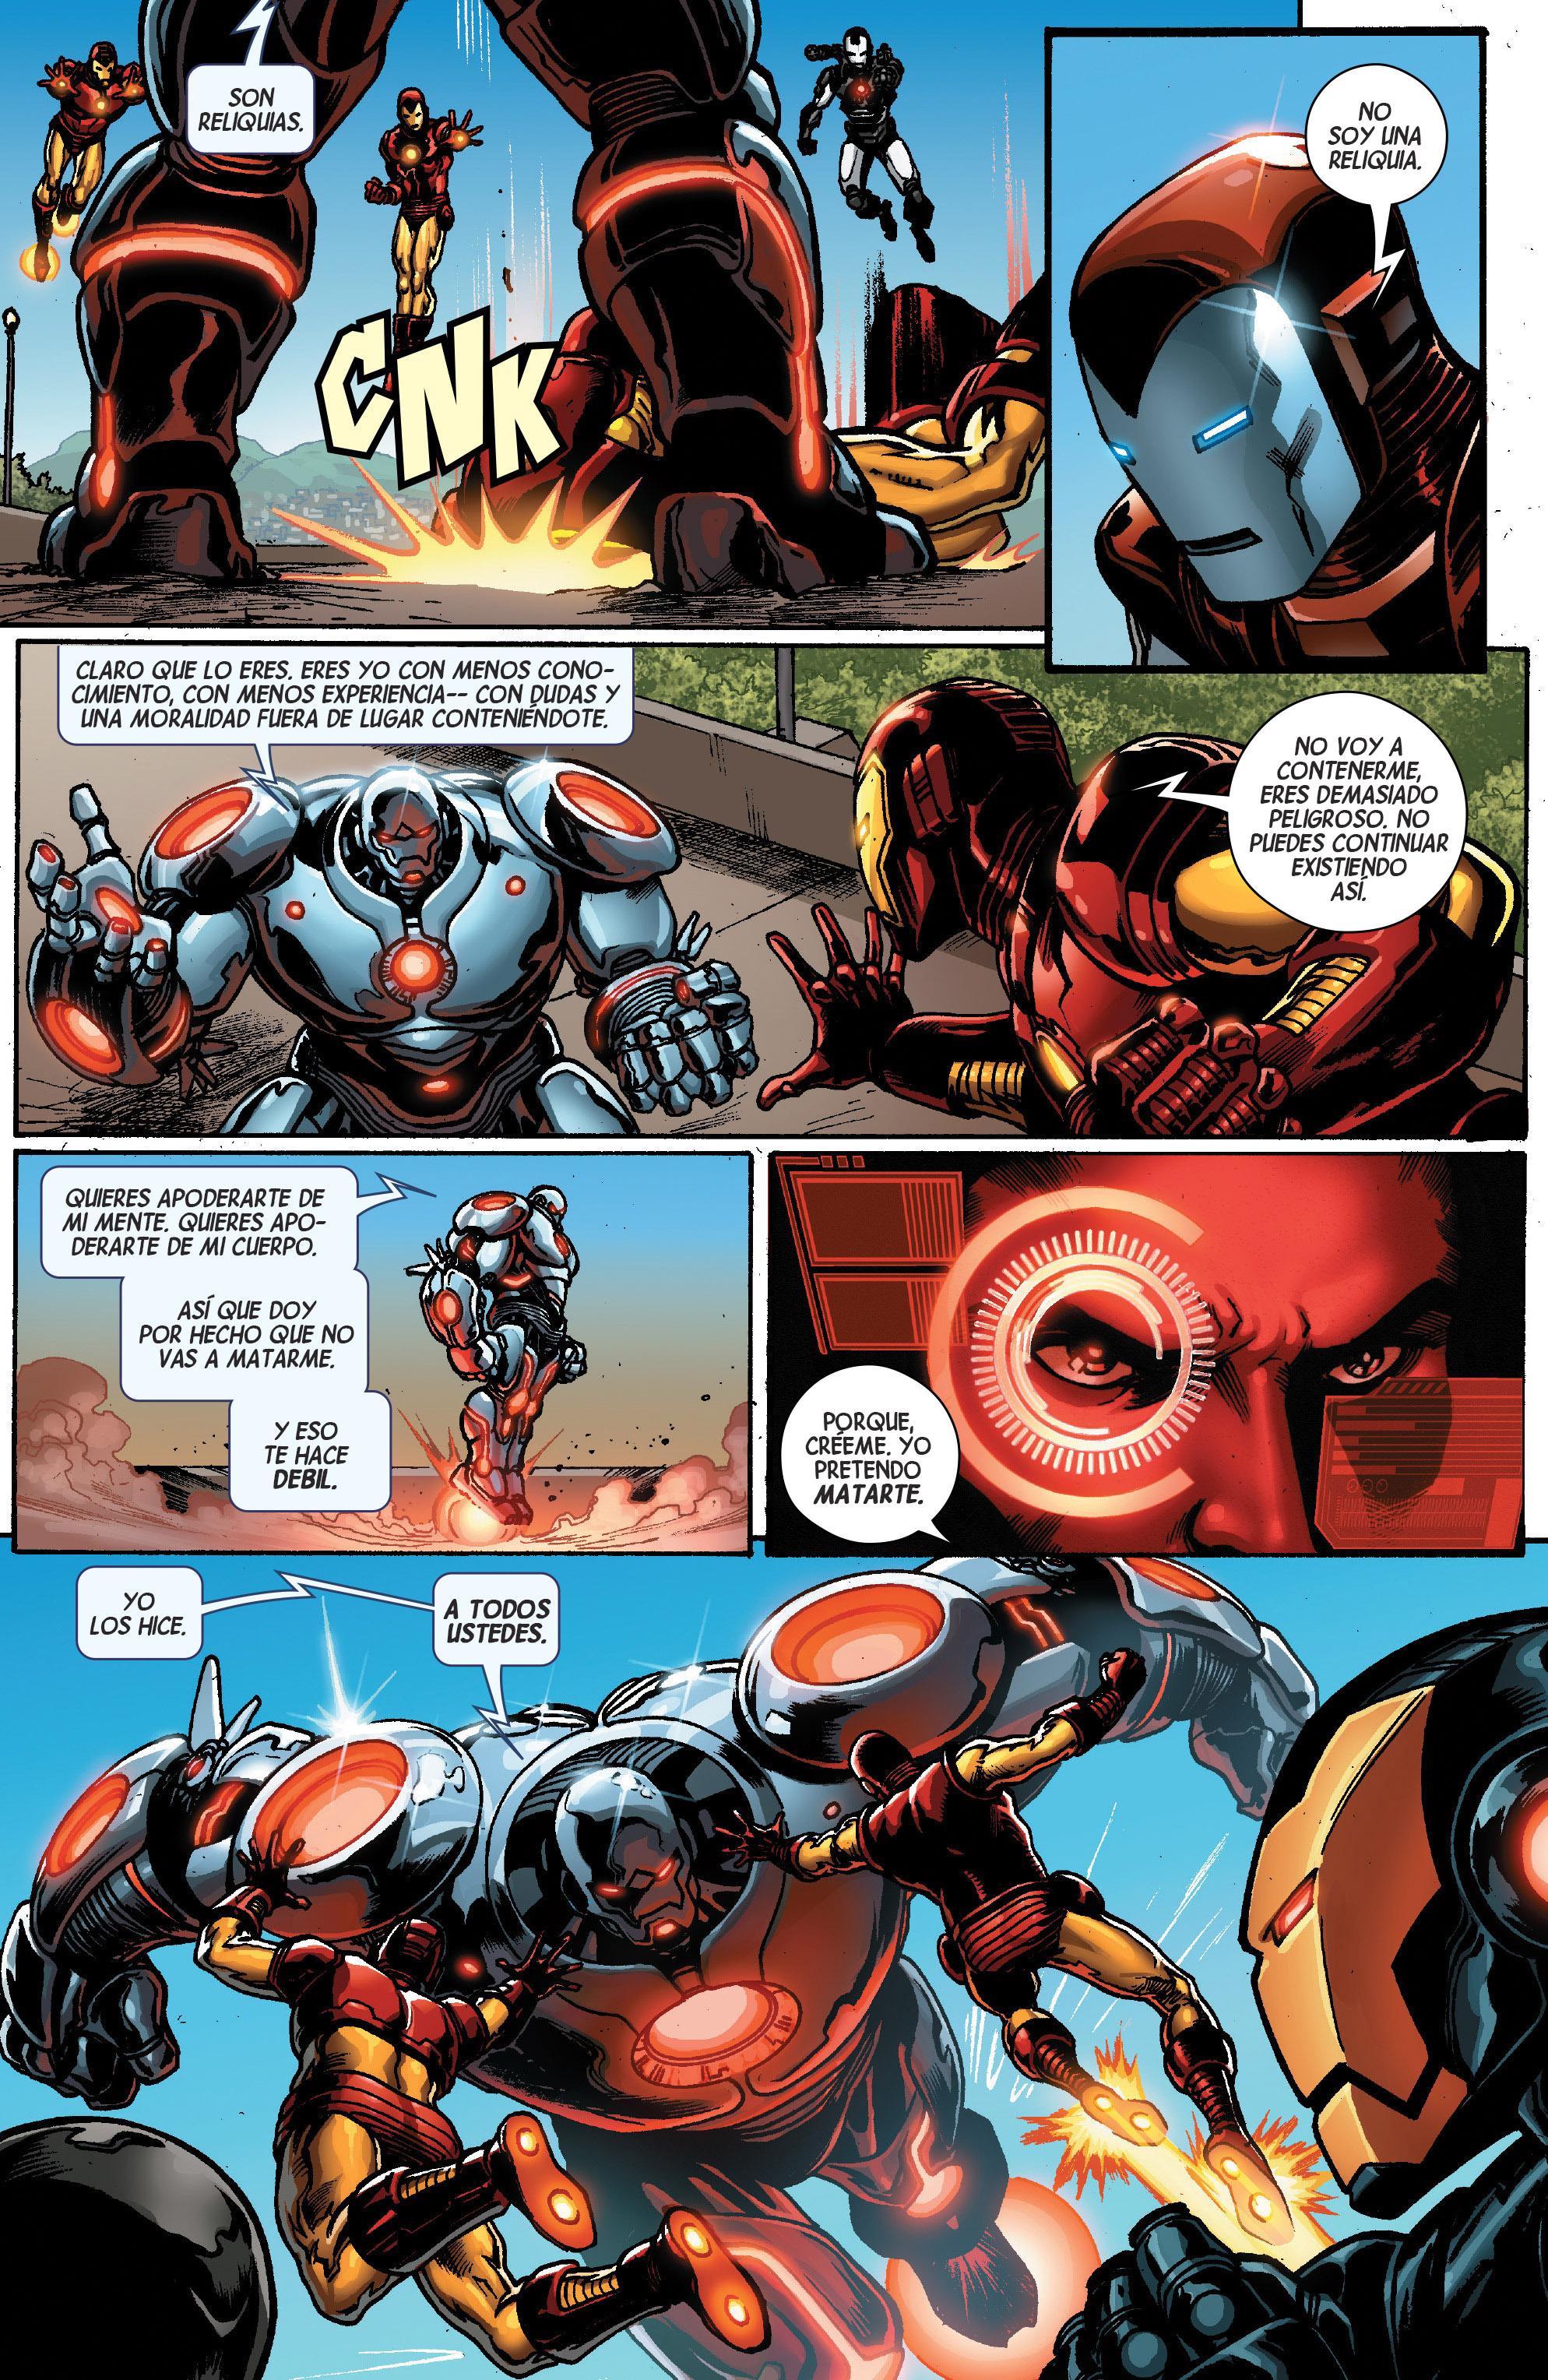 SON
RELIQUIAS.
CNK
NO
SOY UNA
RELIQUIA.
CLARO QUE LO ERES. ERES YO CON MENOS CONO-
CIMIENTO, CON MENOS EXPERIENCIA-- CON DUDAS Y
UNA MORALIDAD FUERA DE LUGAR CONTENIÉNDOTE.
NO VOY A
CONTENERME,
ERES DEMASIADO
PELIGROSO. NO
PUEDES CONTINUAR
EXISTIENDO
ASÍ.
QUIERES APODERARTE DE
MI MENTE. QUIERES APO-
DERARTE DE MI CUERPO.
ASÍ QUE DOY
POR HECHO QUE NO
VAS A MATARME.
Y ESO
TE HACE
DEBIL.
PORQUE,
CRÉEME. YO
PRETENDO
MATARTE.
YO
LOS HICE.
A TODOS
USTEDES.